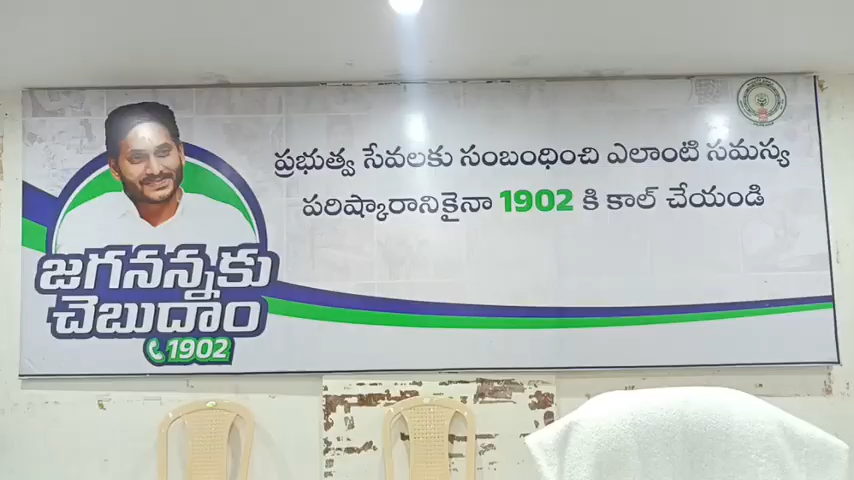 ప్రభుత్వ సేవలకు సంబంధించి ఎలాంటి సమస్య
పరిష్కారానికైనా 1902 కి కాల్ చేయండి
జగనన్నకు
చెబుదాం
1902